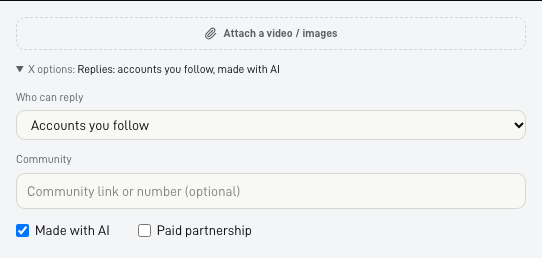 Attach a video / images
▼ X options: Replies: accounts you follow, made with AI
Who can reply
Accounts you follow
Community
Community link or number (optional)
Made with AI
Paid partnership